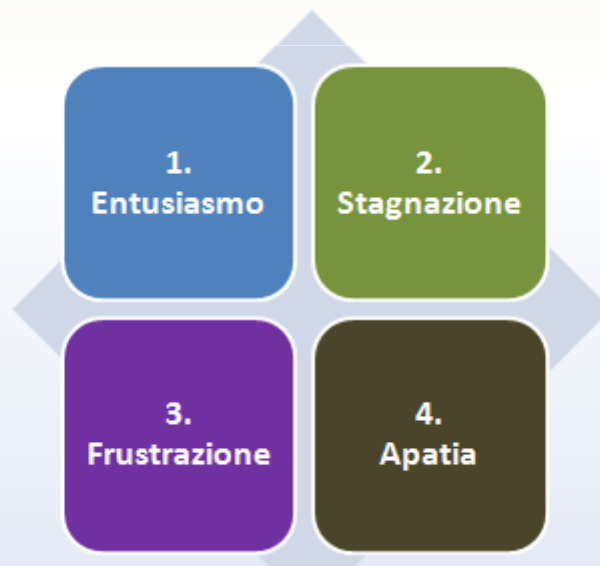 1.
Entusiasmo
2.
Stagnazione
3.
Frustrazione
4.
Apatia